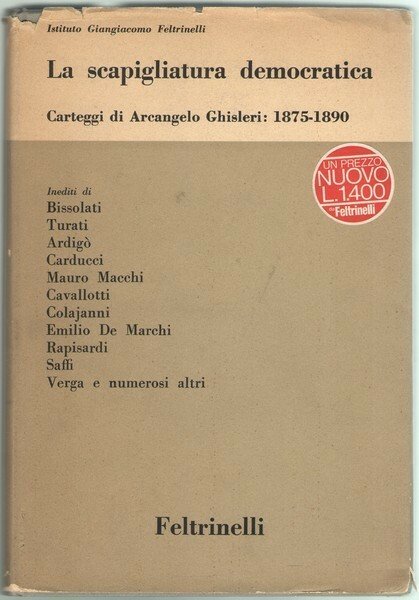 Istituto Giangiacomo Feltrinelli
La scapigliatura democratica
Carteggi di Arcangelo Ghisleri: 1875-1890
UN PREZZO
NUOVO
L.1.400
da Feltrinelli
Inediti di
Bissolati
Turati
Ardigò
Carducci
Mauro Macchi
Cavallotti
Colajanni
Emilio De Marchi
Rapisardi
Saffi
Verga e numerosi altri
Feltrinelli